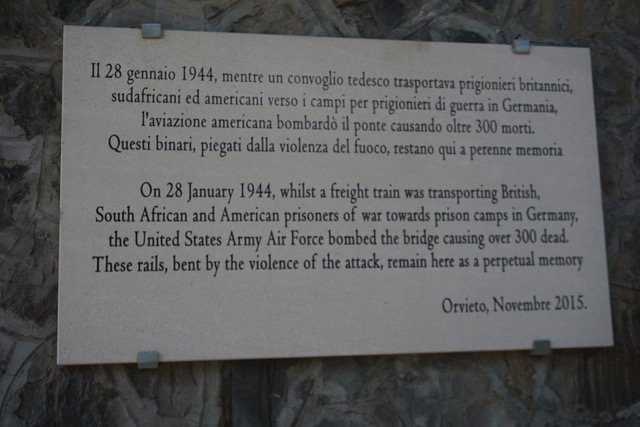 Il 28 gennaio 1944, mentre un convoglio tedesco trasportava prigionieri britannici,
sudafricani ed americani verso i campi per prigionieri di guerra in Germania,
l'aviazione americana bombardò il ponte causando oltre 300 morti.
Questi binari, piegati dalla violenza del fuoco, restano qui a perenne memoria
On 28 January 1944, whilst a freight train was transporting British,
South African and American prisoners of war towards prison camps in Germany,
the United States Army Air Force bombed the bridge causing over 300 dead.
These rails, bent by the violence of the attack, remain here as a perpetual memory
Orvieto, Novembre 2015.